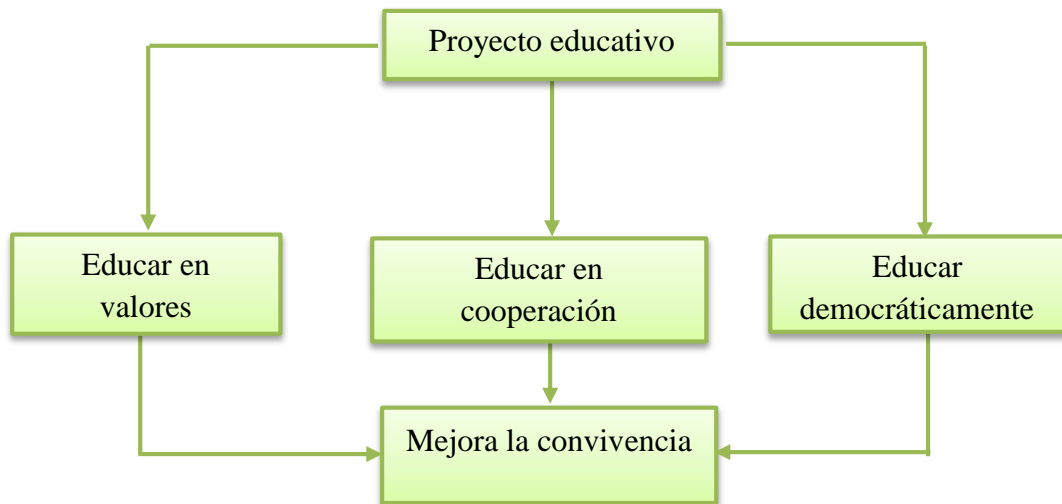 Proyecto educativo
Educar en
valores
Educar en
cooperación
Educar
democráticamente
Mejora la convivencia